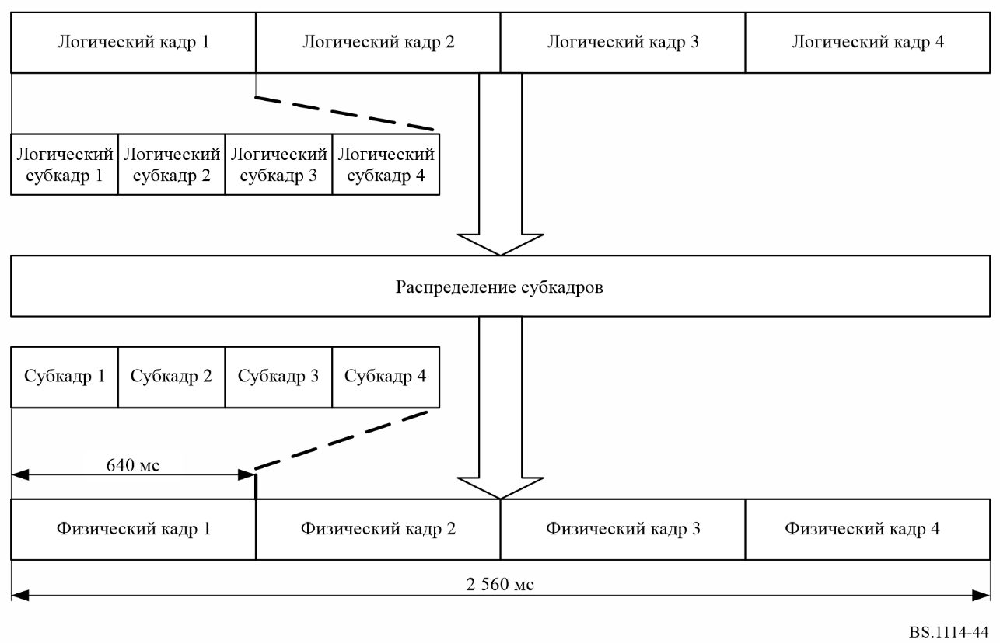 Логический кадр 1
Логический кадр 2
Логический кадр 3
Логический кадр 4
Логический
субкадр 1
Логический
субкадр 2
Логический
субкадр 3
Логический
субкадр 4
Распределение субкадров
Субкадр 1
Субкадр 2
Субкадр 3
Субкадр 4
640 мс
Физический кадр 1
Физический кадр 2
Физический кадр 3
Физический кадр 4
2 560 мс
BS.1114-44